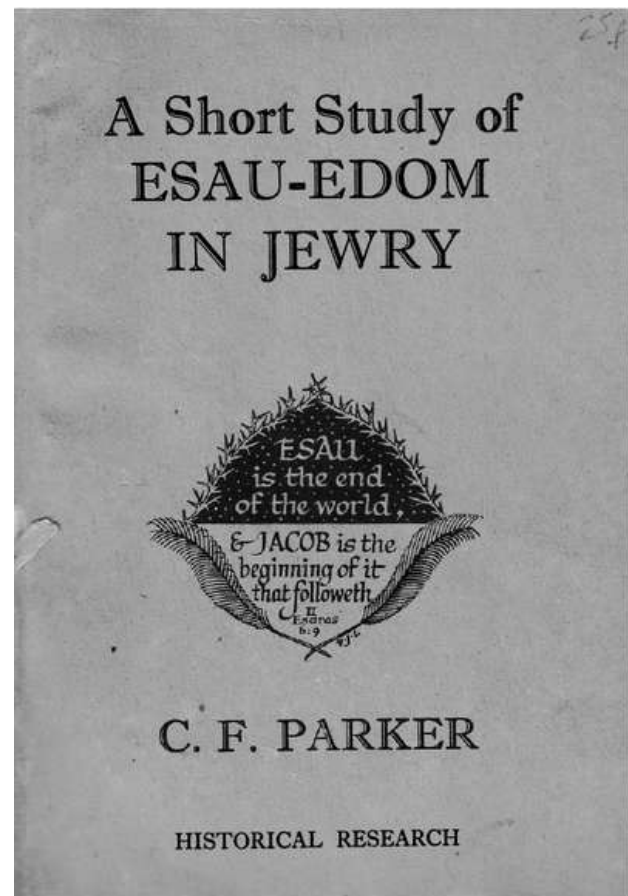 A Short Study of
ESAU-EDOM
IN JEWRY
ESAU
is the end
of the world,
& JACOB is the
beginning of it
that followeth
II
Esdras
6:9
C. F. PARKER
HISTORICAL RESEARCH